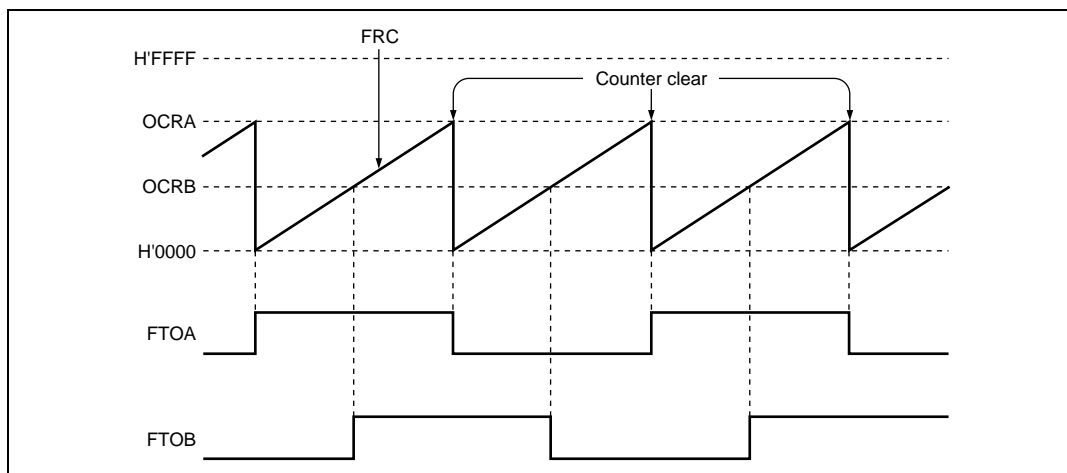 FRC
H'FFFF
Counter clear
OCRA
OCRB
H'0000
FTOA
FTOB